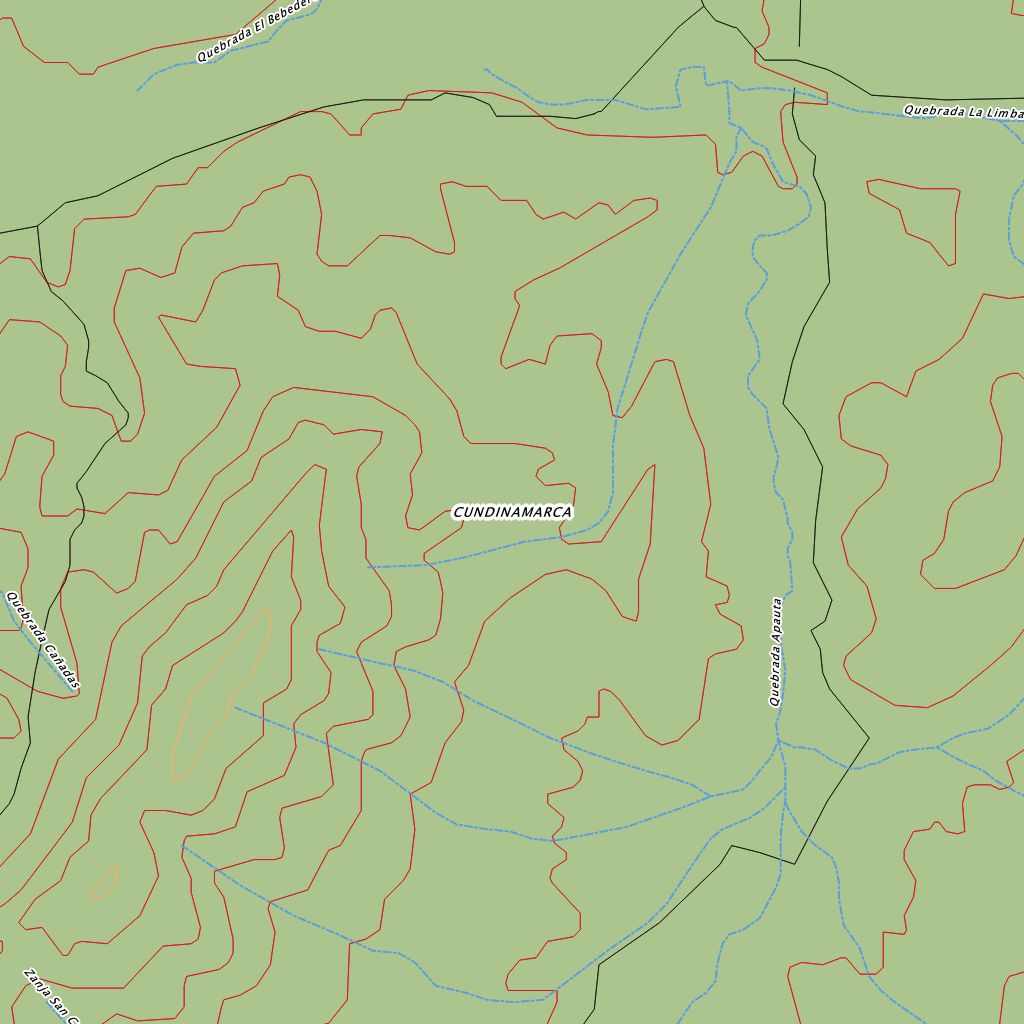 Quebrada El Bebeder
Quebrada La Limba
CUNDINAMARCA
Quebrada Cañadas
Quebrada Apauta
Zanja San C